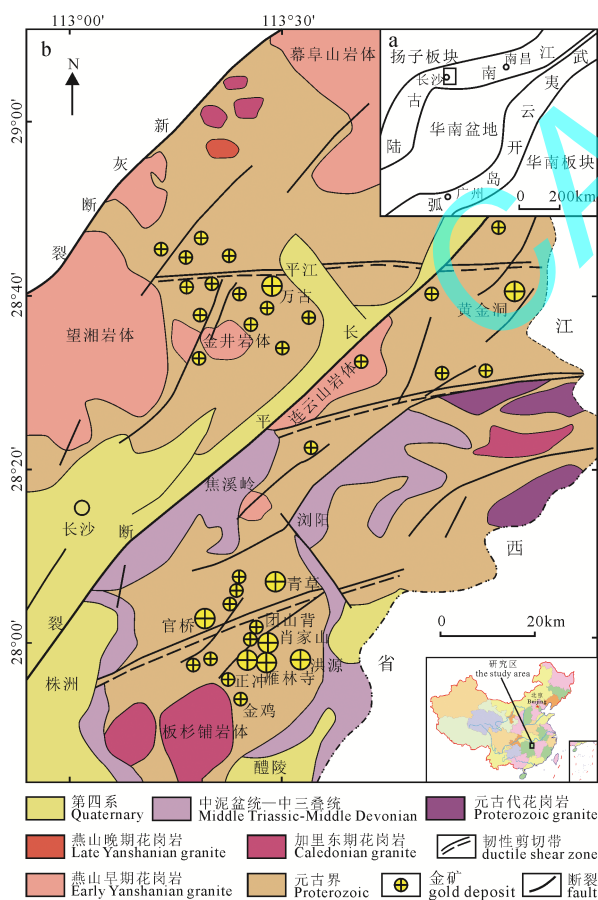 113°00'
113°30'
b
a
N
29°00'
28°40'
28°20'
28°00'
幕阜山岩体
扬子板块
长沙
南昌
江
南
古
陆
武
夷
云
开
岛
弧
华南盆地
华南板块
广州
0 200km
CA
新
灰
断
裂
平江
万古
黄金洞
江
望湘岩体
金井岩体
长
连云山岩体
平
焦溪岭
长沙
断
浏阳
西
青草
官桥
团山背
肖家山
裂
洪源
雁林寺
正冲
省
株洲
金鸡
板杉铺岩体
醴陵
0 20km
研究区
the study area
北京
Beijing
第四系
Quaternary
中泥盆统—中三叠统
Middle Triassic-Middle Devonian
元古代花岗岩
Proterozoic granite
燕山晚期花岗岩
Late Yanshanian granite
加里东期花岗岩
Caledonian granite
韧性剪切带
ductile shear zone
燕山早期花岗岩
Early Yanshanian granite
元古界
Proterozoic
金矿
gold deposit
断裂
fault